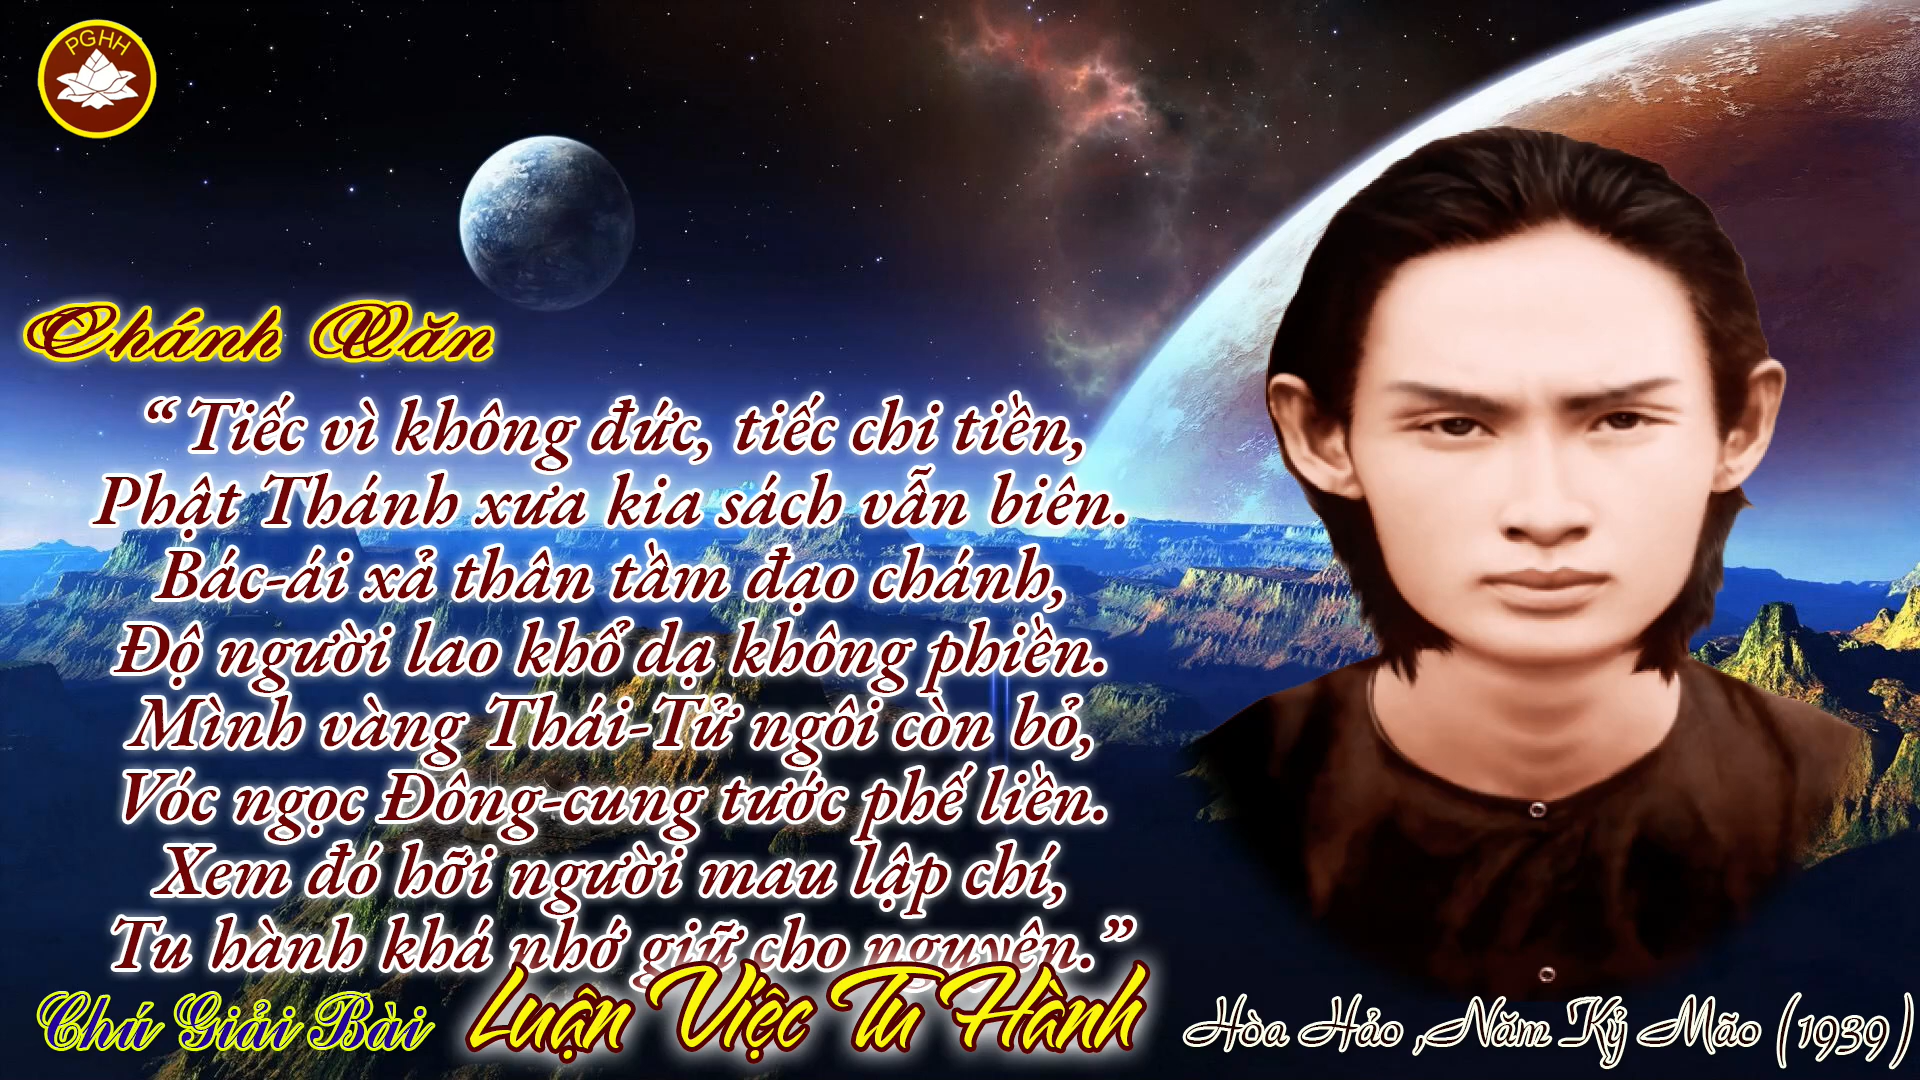 PGHH
Chánh Văn
“Tiếc vì không đức, tiếc chi tiền,
Phật Thánh xưa kia sách vẫn biên.
Bác-ái xả thân tầm đạo chánh,
Độ người lao khổ dạ không phiền.
Mình vàng Thái-Tử ngôi còn bỏ,
Vóc ngọc Đông-cung tước phế liền.
Xem đó hỡi người mau lập chí,
Tu hành khá nhớ giữ cho nguyên.”
Chú Giải Bài Luận Việc Tu Hành
Hòa Hảo ,Năm Kỷ Mão (1939)